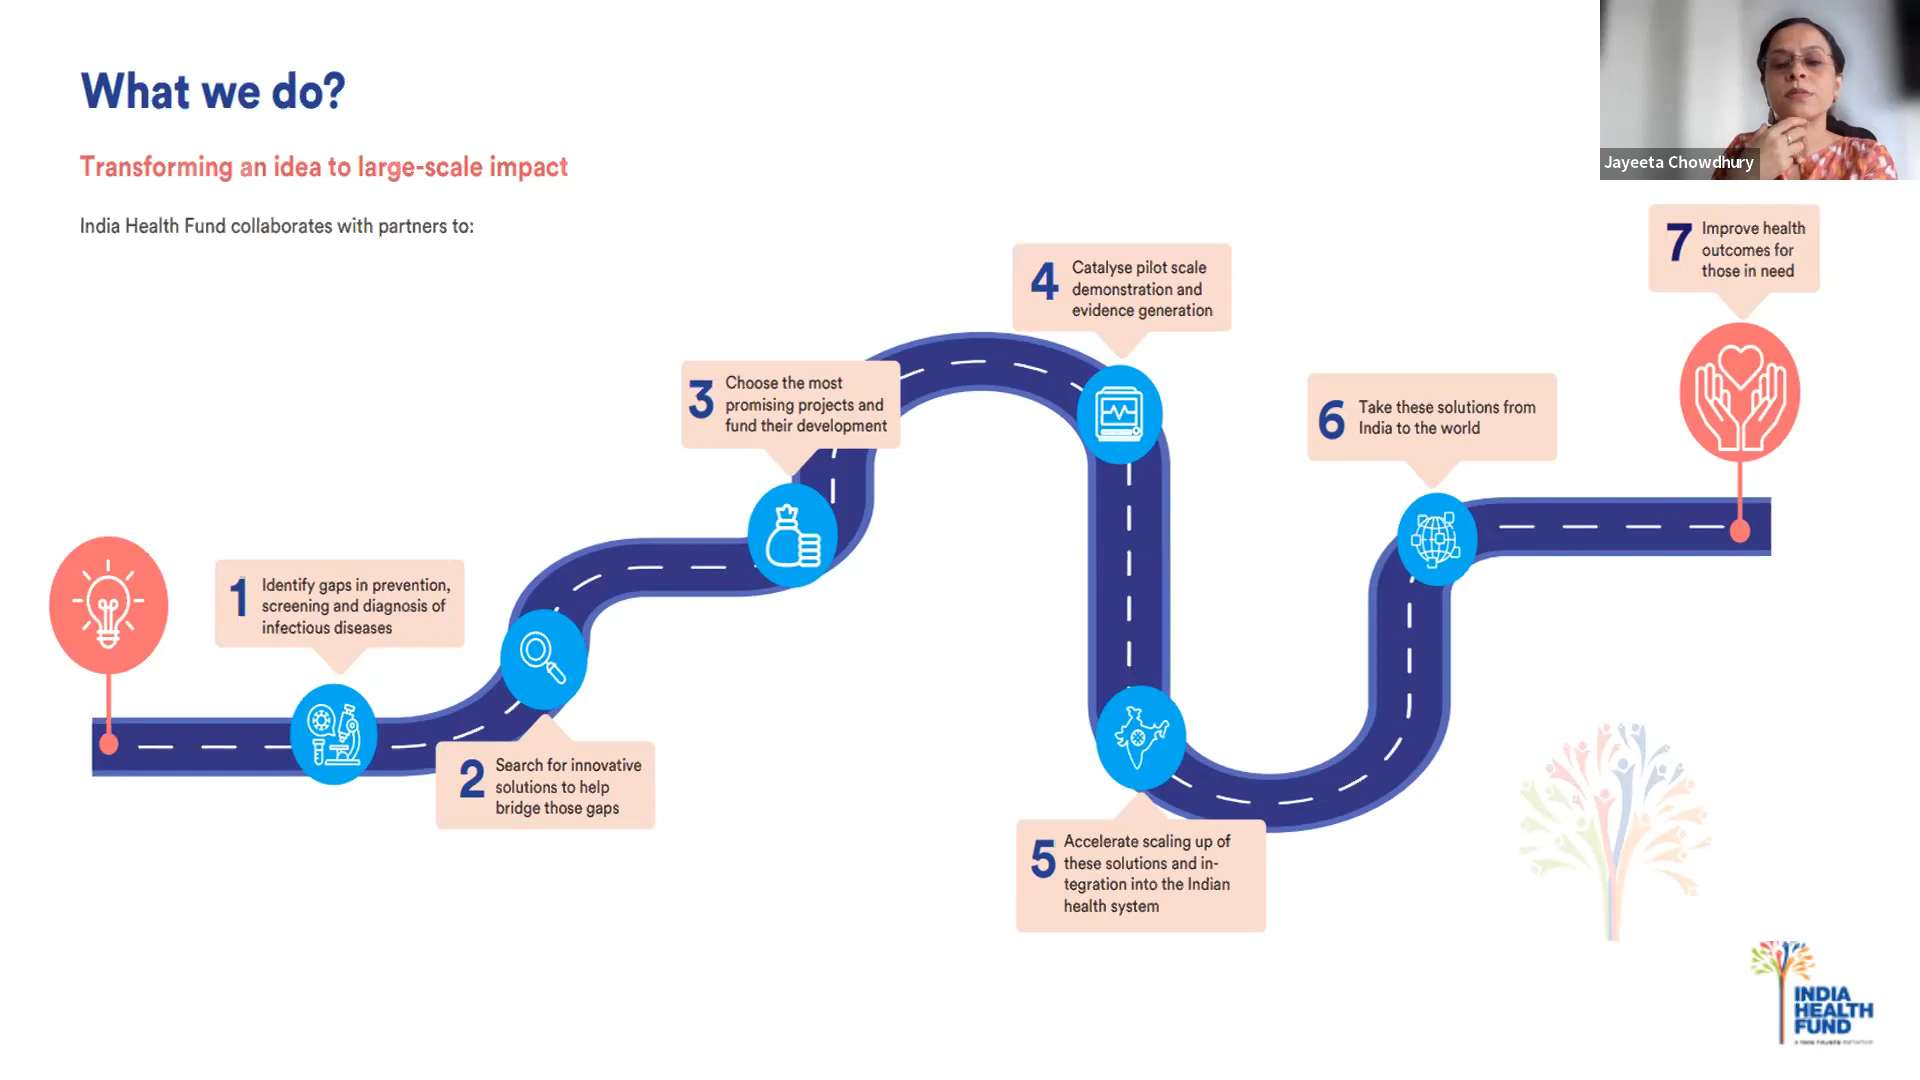 What we do?
Transforming an idea to large-scale impact
India Health Fund collaborates with partners to:
Jayeeta Chowdhury
1
Identify gaps in prevention,
screening and diagnosis of
infectious diseases
2
Search for innovative
solutions to help
bridge those gaps
3
Choose the most
promising projects and
fund their development
4
Catalyse pilot scale
demonstration and
evidence generation
5
Accelerate scaling up of
these solutions and in-
tegration into the Indian
health system
6
Take these solutions from
India to the world
7
Improve health
outcomes for
those in need
INDIA
HEALTH
FUND